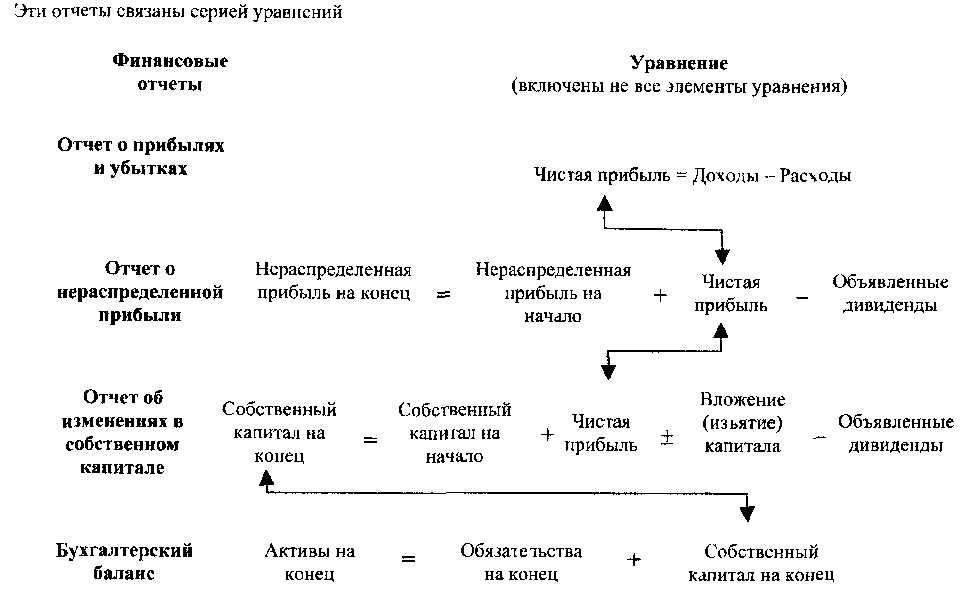 Эти отчеты связаны серией уравнений
Финансовые
отчеты
Уравнение
(включены не все элементы уравнения)
Отчет о прибылях
и убытках
Чистая прибыль = Доходы – Расходы
Отчет о
нераспределенной
прибыли
Нераспределенная
прибыль на конец
=
Нераспределенная
прибыль на
начало
+
Чистая
прибыль
–
Объявленные
дивиденды
Отчет об
изменениях в
собственном
капитале
Собственный
капитал на
конец
=
Собственный
капитал на
начало
+
Чистая
прибыль
±
Вложение
(изъятие)
капитала
–
Объявленные
дивиденды
Бухгалтерский
баланс
Активы на
конец
=
Обязательства
на конец
+
Собственный
капитал на конец